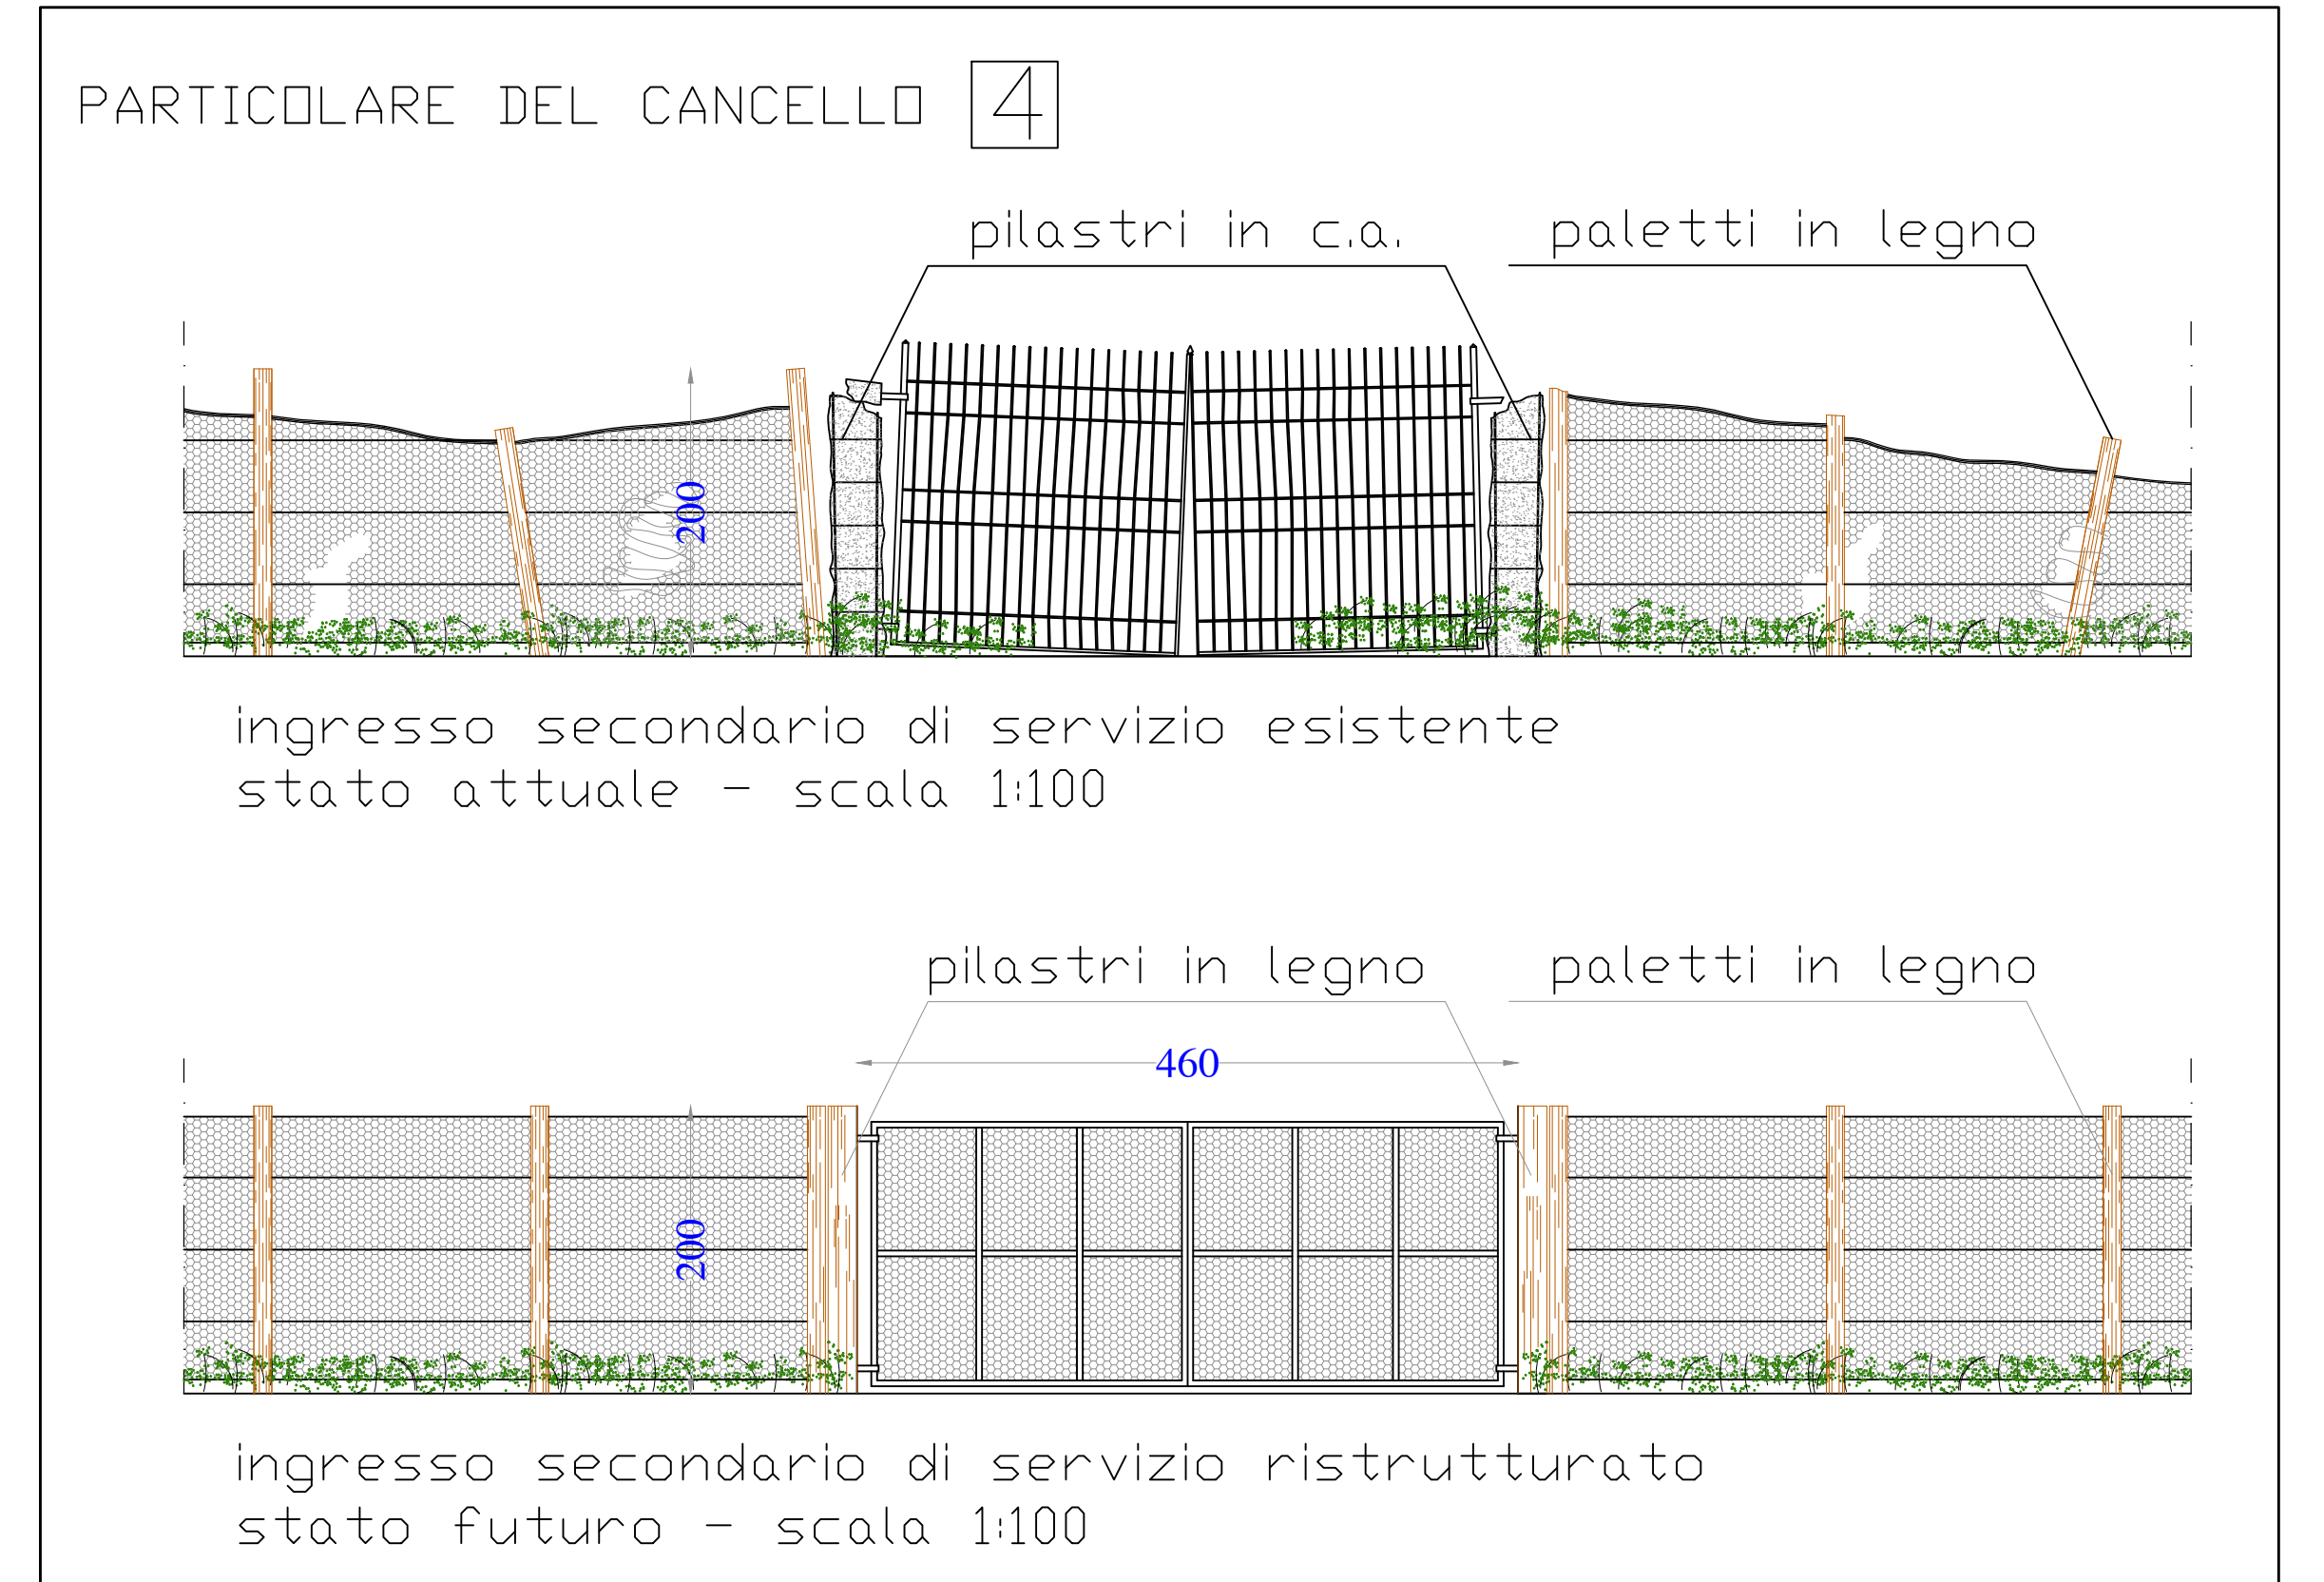 PARTICOLARE DEL CANCELLO 4
pilastri in c.a. paletti in legno
200
ingresso secondario di servizio esistente
stato attuale - scala 1:100
pilastri in legno paletti in legno
460
200
ingresso secondario di servizio ristrutturato
stato futuro - scala 1:100